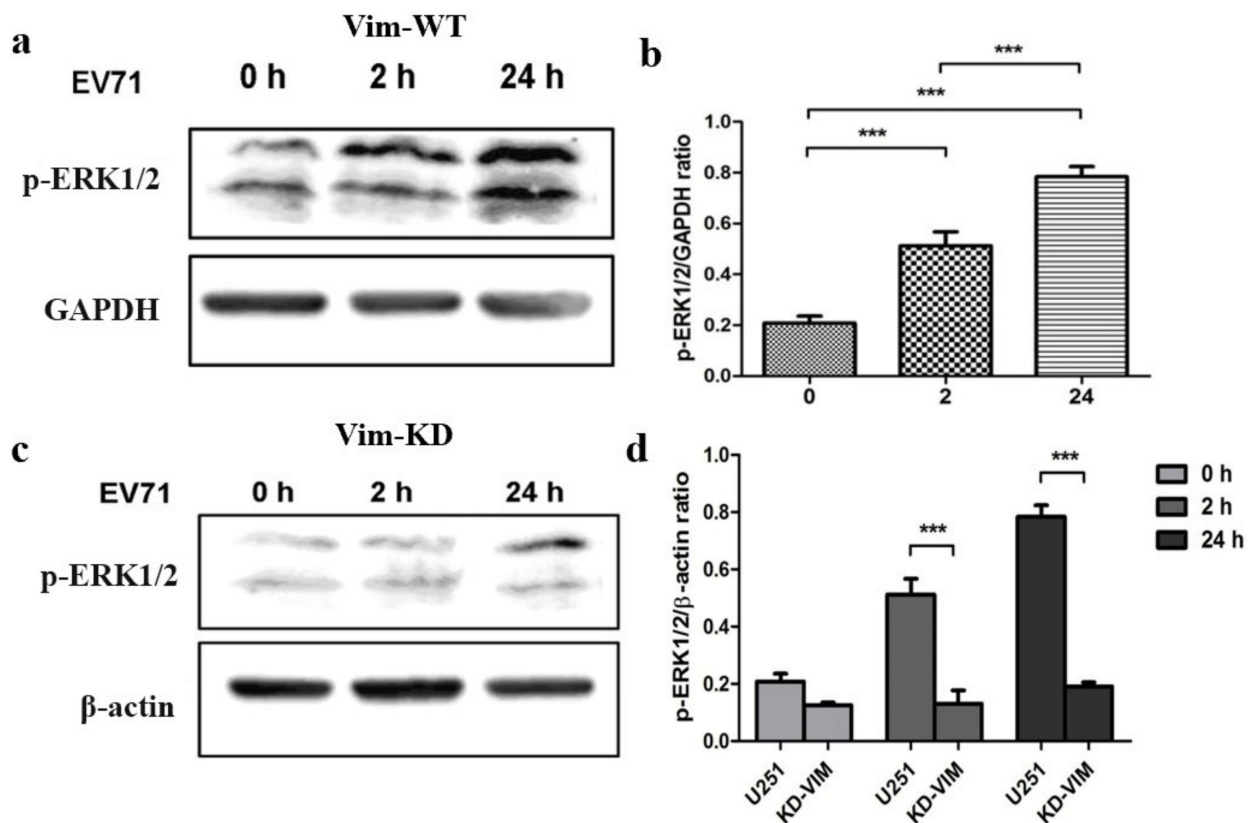 a
Vim-WT
EV71 0 h 2 h 24 h
p-ERK1/2
GAPDH
b
***
***
***
p-ERK1/2/GAPDH ratio
1.0
0.8
0.6
0.4
0.2
0.0
0 2 24
c
Vim-KD
EV71 0 h 2 h 24 h
p-ERK1/2
β-actin
d
***
***
p-ERK1/2/β-actin ratio
1.0
0.8
0.6
0.4
0.2
0.0
U251 KD-VIM U251 KD-VIM U251 KD-VIM
0 h
2 h
24 h